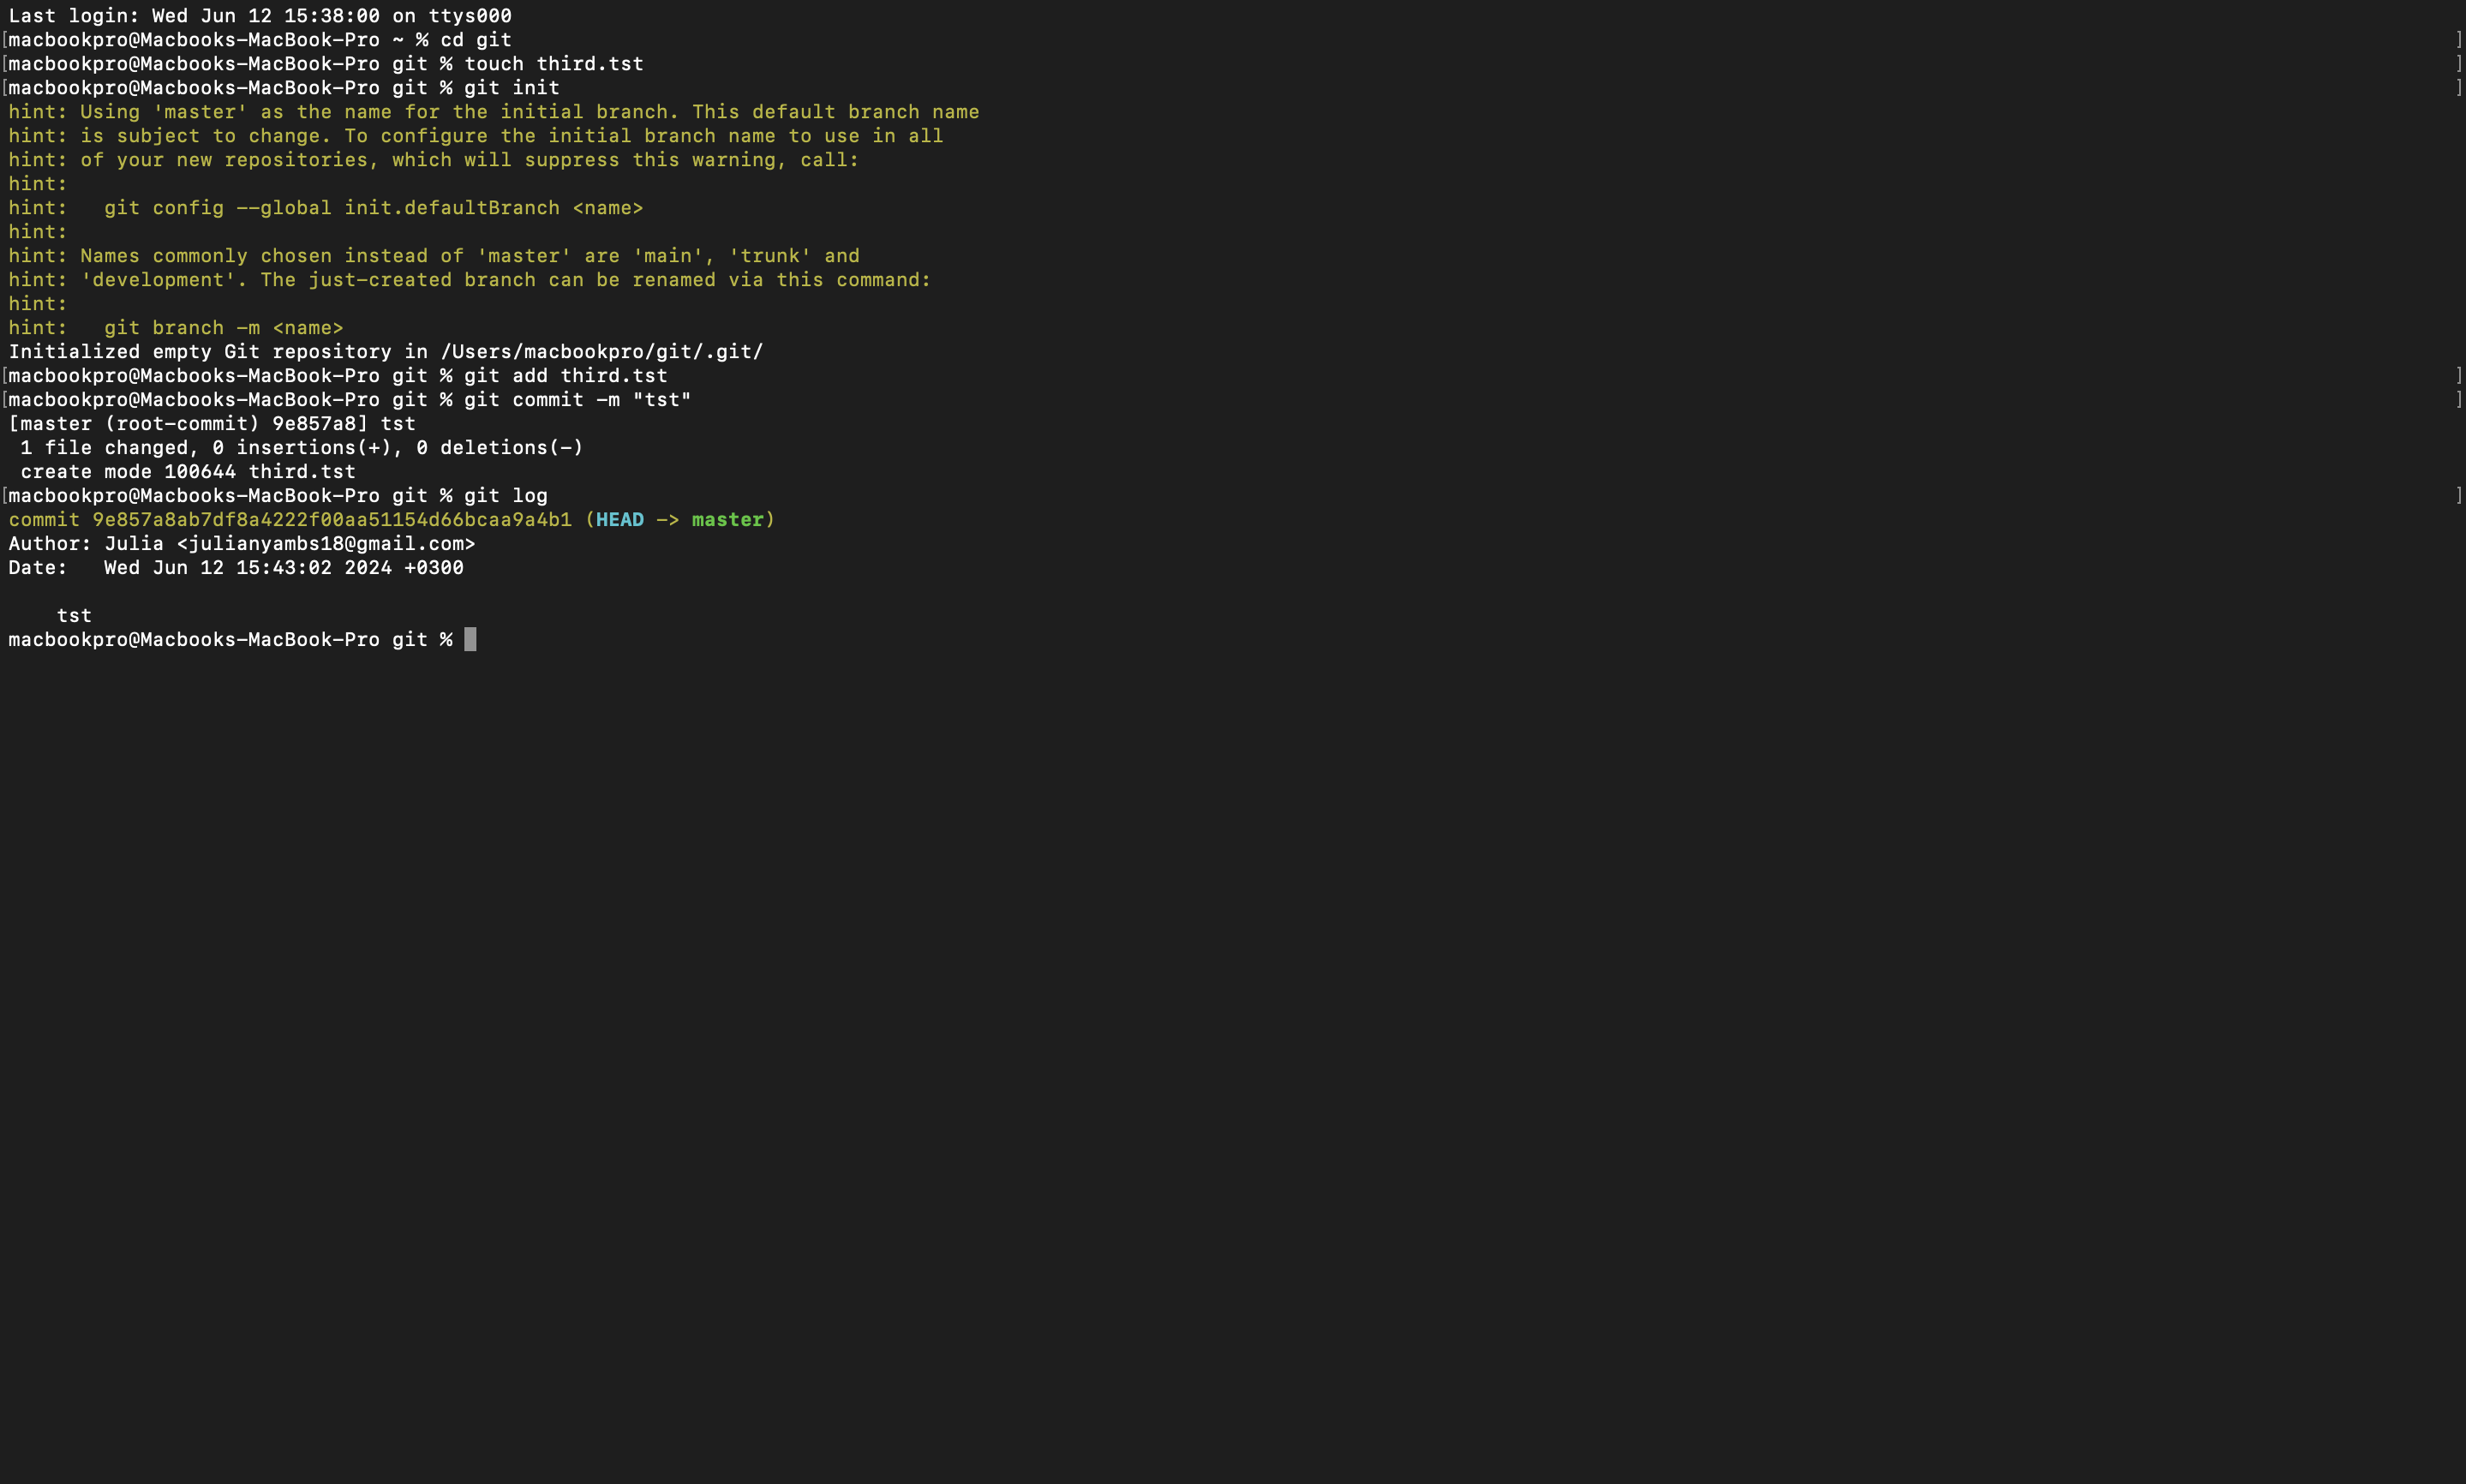 Last login: Wed Jun 12 15:38:00 on ttys000
[macbookpro@Macbooks-MacBook-Pro ~ % cd git ]
[macbookpro@Macbooks-MacBook-Pro git % touch third.tst ]
[macbookpro@Macbooks-MacBook-Pro git % git init ]
hint: Using 'master' as the name for the initial branch. This default branch name
hint: is subject to change. To configure the initial branch name to use in all
hint: of your new repositories, which will suppress this warning, call:
hint:
hint:   git config --global init.defaultBranch <name>
hint:
hint: Names commonly chosen instead of 'master' are 'main', 'trunk' and
hint: 'development'. The just-created branch can be renamed via this command:
hint:
hint:   git branch -m <name>
Initialized empty Git repository in /Users/macbookpro/git/.git/
[macbookpro@Macbooks-MacBook-Pro git % git add third.tst ]
[macbookpro@Macbooks-MacBook-Pro git % git commit -m "tst" ]
[master (root-commit) 9e857a8] tst
 1 file changed, 0 insertions(+), 0 deletions(-)
 create mode 100644 third.tst
[macbookpro@Macbooks-MacBook-Pro git % git log ]
commit 9e857a8ab7df8a4222f00aa51154d66bcaa9a4b1 (HEAD -> master)
Author: Julia <julianyambs18@gmail.com>
Date:   Wed Jun 12 15:43:02 2024 +0300

    tst
macbookpro@Macbooks-MacBook-Pro git %